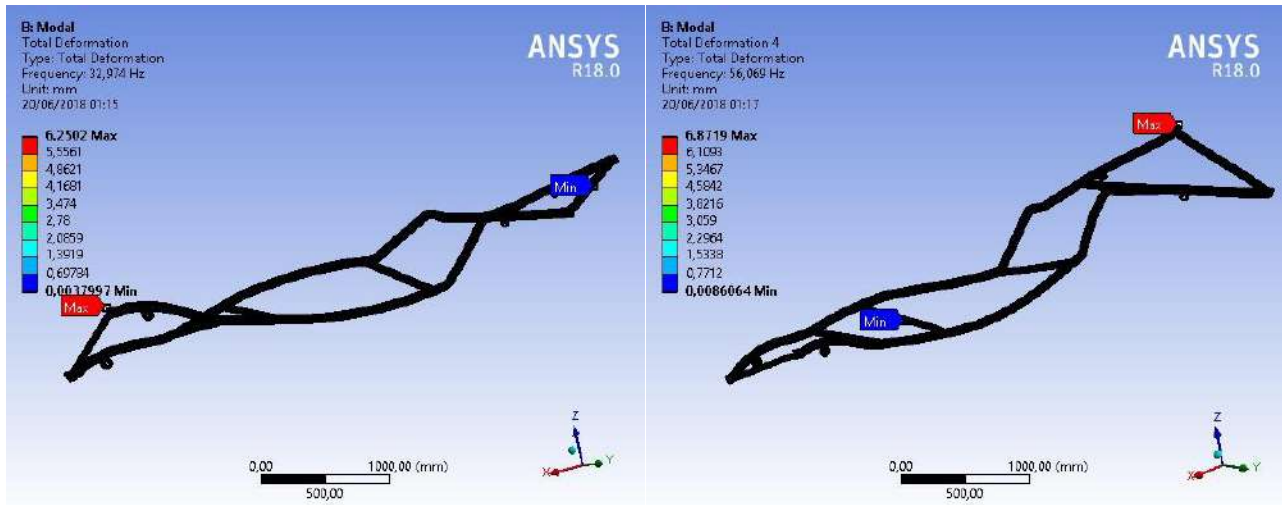 B: Modal
Total Deformation
Type: Total Deformation
Frequency: 32,974 Hz
Unit: mm
20/06/2018 01:15
ANSYS
R18.0
6,2502 Max
5,5561
4,8621
4,1681
3,474
2,78
2,0859
1,3919
0,69784
0,0037997 Min
Max
Min
0,00
1000,00 (mm)
500,00
Z
X
Y
B: Modal
Total Deformation 4
Type: Total Deformation
Frequency: 56,069 Hz
Unit: mm
20/06/2018 01:17
ANSYS
R18.0
6,8719 Max
6,1093
5,3467
4,5842
3,8216
3,059
2,2964
1,5338
0,7712
0,0086064 Min
Max
Min
0,00
1000,00 (mm)
500,00
Z
X
Y